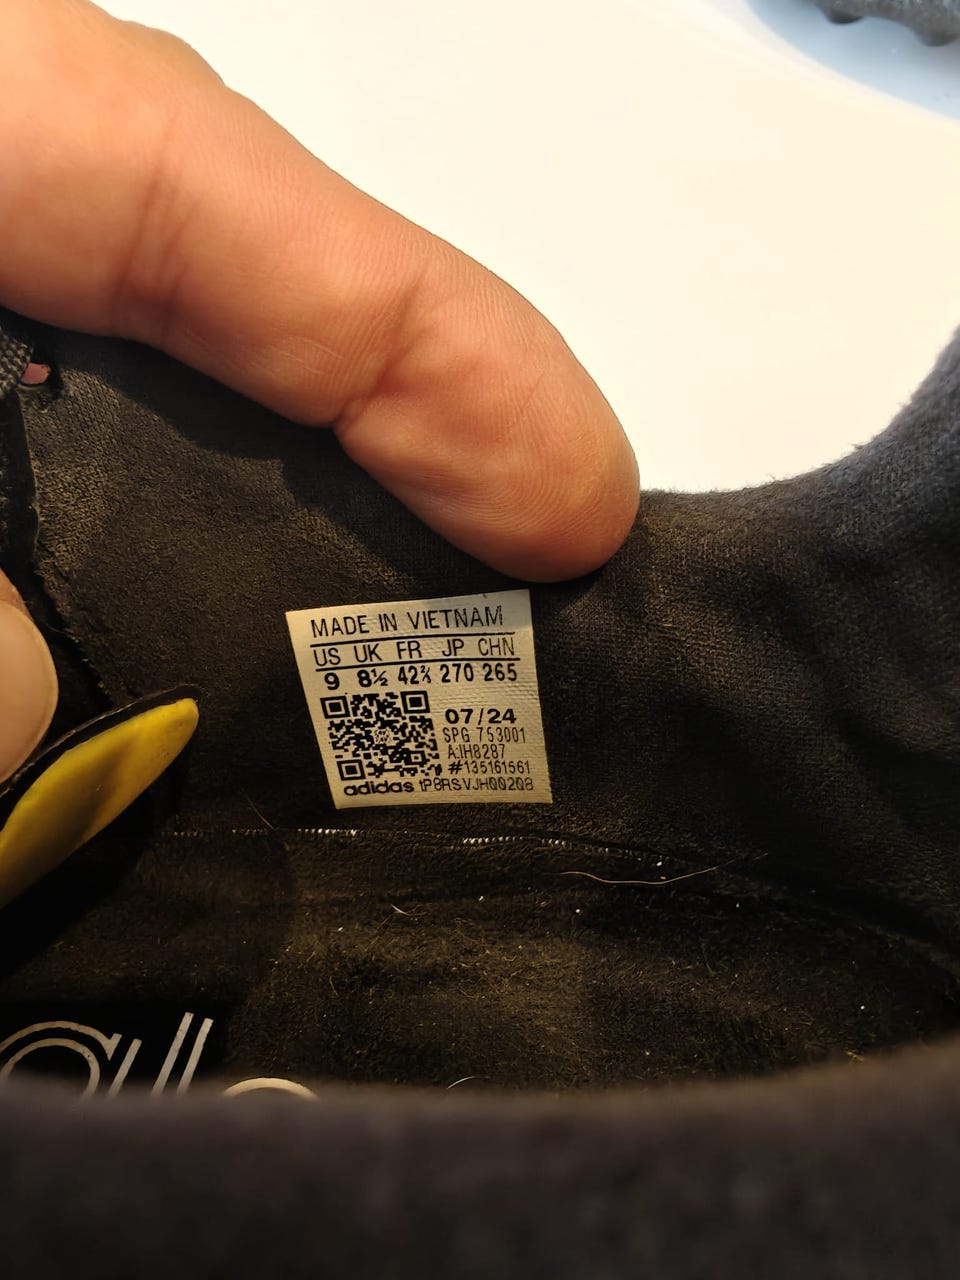 MADE IN VIETNAM
US UK FR JP CHN
9 8½ 42⅔ 270 265
07/24
SPG 753001
A:IH8287
#135161561
adidas tP8RSVJH00208